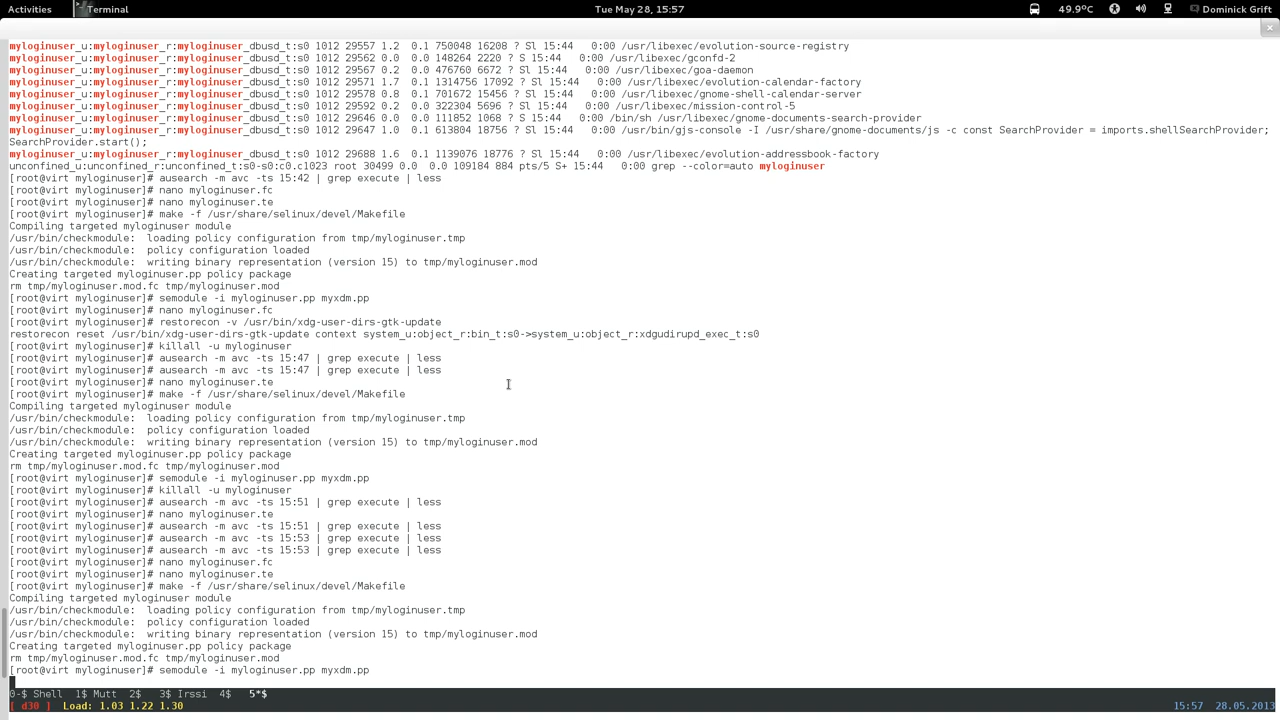 Activities Terminal Tue May 28, 15:57 49.9°C Dominick Grift
myloginuser_u:myloginuser_r:myloginuser_dbusd_t:s0 1012 29557 1.2  0.1 750048 16208 ? Sl 15:44   0:00 /usr/libexec/evolution-source-registry
myloginuser_u:myloginuser_r:myloginuser_dbusd_t:s0 1012 29562 0.0  0.0 148264 2220 ? S 15:44   0:00 /usr/libexec/gconfd-2
myloginuser_u:myloginuser_r:myloginuser_dbusd_t:s0 1012 29567 0.2  0.0 476760 6672 ? Sl 15:44   0:00 /usr/libexec/goa-daemon
myloginuser_u:myloginuser_r:myloginuser_dbusd_t:s0 1012 29571 1.7  0.1 1314756 17092 ? Sl 15:44   0:00 /usr/libexec/evolution-calendar-factory
myloginuser_u:myloginuser_r:myloginuser_dbusd_t:s0 1012 29578 0.8  0.1 701672 15456 ? Sl 15:44   0:00 /usr/libexec/gnome-shell-calendar-server
myloginuser_u:myloginuser_r:myloginuser_dbusd_t:s0 1012 29592 0.2  0.0 322304 5696 ? Sl 15:44   0:00 /usr/libexec/mission-control-5
myloginuser_u:myloginuser_r:myloginuser_dbusd_t:s0 1012 29646 0.0  0.0 111852 1068 ? S 15:44   0:00 /bin/sh /usr/libexec/gnome-documents-search-provider
myloginuser_u:myloginuser_r:myloginuser_dbusd_t:s0 1012 29647 1.0  0.1 613804 18756 ? Sl 15:44   0:00 /usr/bin/gjs-console -I /usr/share/gnome-documents/js -c const SearchProvider = imports.shellSearchProvider;
SearchProvider.start();
myloginuser_u:myloginuser_r:myloginuser_dbusd_t:s0 1012 29688 1.6  0.1 1139076 18776 ? Sl 15:44   0:00 /usr/libexec/evolution-addressbook-factory
unconfined_u:unconfined_r:unconfined_t:s0-s0:c0.c1023 root 30499 0.0  0.0 109184 884 pts/5 S+ 15:44   0:00 grep --color=auto myloginuser
[root@virt myloginuser]# ausearch -m avc -ts 15:42 | grep execute | less
[root@virt myloginuser]# nano myloginuser.fc
[root@virt myloginuser]# nano myloginuser.te
[root@virt myloginuser]# make -f /usr/share/selinux/devel/Makefile
Compiling targeted myloginuser module
/usr/bin/checkmodule:  loading policy configuration from tmp/myloginuser.tmp
/usr/bin/checkmodule:  policy configuration loaded
/usr/bin/checkmodule:  writing binary representation (version 15) to tmp/myloginuser.mod
Creating targeted myloginuser.pp policy package
rm tmp/myloginuser.mod.fc tmp/myloginuser.mod
[root@virt myloginuser]# semodule -i myloginuser.pp myxdm.pp
[root@virt myloginuser]# nano myloginuser.fc
[root@virt myloginuser]# restorecon -v /usr/bin/xdg-user-dirs-gtk-update
restorecon reset /usr/bin/xdg-user-dirs-gtk-update context system_u:object_r:bin_t:s0->system_u:object_r:xdgudirupd_exec_t:s0
[root@virt myloginuser]# killall -u myloginuser
[root@virt myloginuser]# ausearch -m avc -ts 15:47 | grep execute | less
[root@virt myloginuser]# ausearch -m avc -ts 15:47 | grep execute | less
[root@virt myloginuser]# nano myloginuser.te
[root@virt myloginuser]# make -f /usr/share/selinux/devel/Makefile
Compiling targeted myloginuser module
/usr/bin/checkmodule:  loading policy configuration from tmp/myloginuser.tmp
/usr/bin/checkmodule:  policy configuration loaded
/usr/bin/checkmodule:  writing binary representation (version 15) to tmp/myloginuser.mod
Creating targeted myloginuser.pp policy package
rm tmp/myloginuser.mod.fc tmp/myloginuser.mod
[root@virt myloginuser]# semodule -i myloginuser.pp myxdm.pp
[root@virt myloginuser]# killall -u myloginuser
[root@virt myloginuser]# ausearch -m avc -ts 15:51 | grep execute | less
[root@virt myloginuser]# nano myloginuser.te
[root@virt myloginuser]# ausearch -m avc -ts 15:51 | grep execute | less
[root@virt myloginuser]# ausearch -m avc -ts 15:53 | grep execute | less
[root@virt myloginuser]# ausearch -m avc -ts 15:53 | grep execute | less
[root@virt myloginuser]# nano myloginuser.fc
[root@virt myloginuser]# nano myloginuser.te
[root@virt myloginuser]# make -f /usr/share/selinux/devel/Makefile
Compiling targeted myloginuser module
/usr/bin/checkmodule:  loading policy configuration from tmp/myloginuser.tmp
/usr/bin/checkmodule:  policy configuration loaded
/usr/bin/checkmodule:  writing binary representation (version 15) to tmp/myloginuser.mod
Creating targeted myloginuser.pp policy package
rm tmp/myloginuser.mod.fc tmp/myloginuser.mod
[root@virt myloginuser]# semodule -i myloginuser.pp myxdm.pp
0-$ Shell  1$ Mutt  2$   3$ Irssi  4$   5*$
[ d30 ]  Load: 1.03 1.22 1.30 15:57  28.05.2013